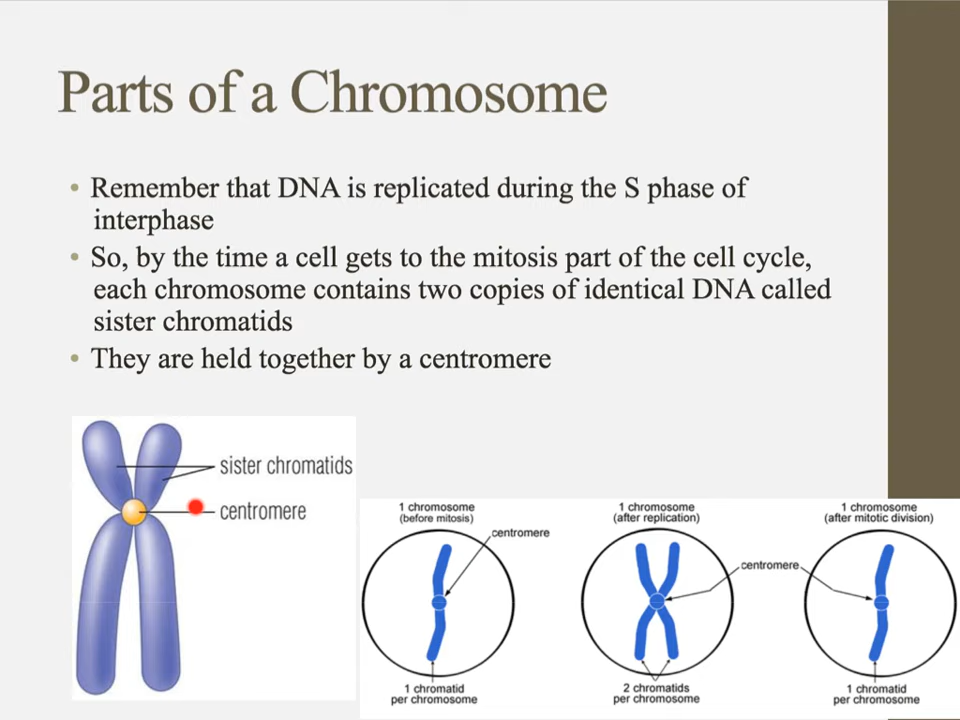 Parts of a Chromosome
• Remember that DNA is replicated during the S phase of
interphase
• So, by the time a cell gets to the mitosis part of the cell cycle,
each chromosome contains two copies of identical DNA called
sister chromatids
• They are held together by a centromere
sister chromatids
centromere
1 chromosome
(before mitosis)
centromere
1 chromatid
per chromosome
1 chromosome
(after replication)
centromere
2 chromatids
per chromosome
1 chromosome
(after mitotic division)
1 chromatid
per chromosome